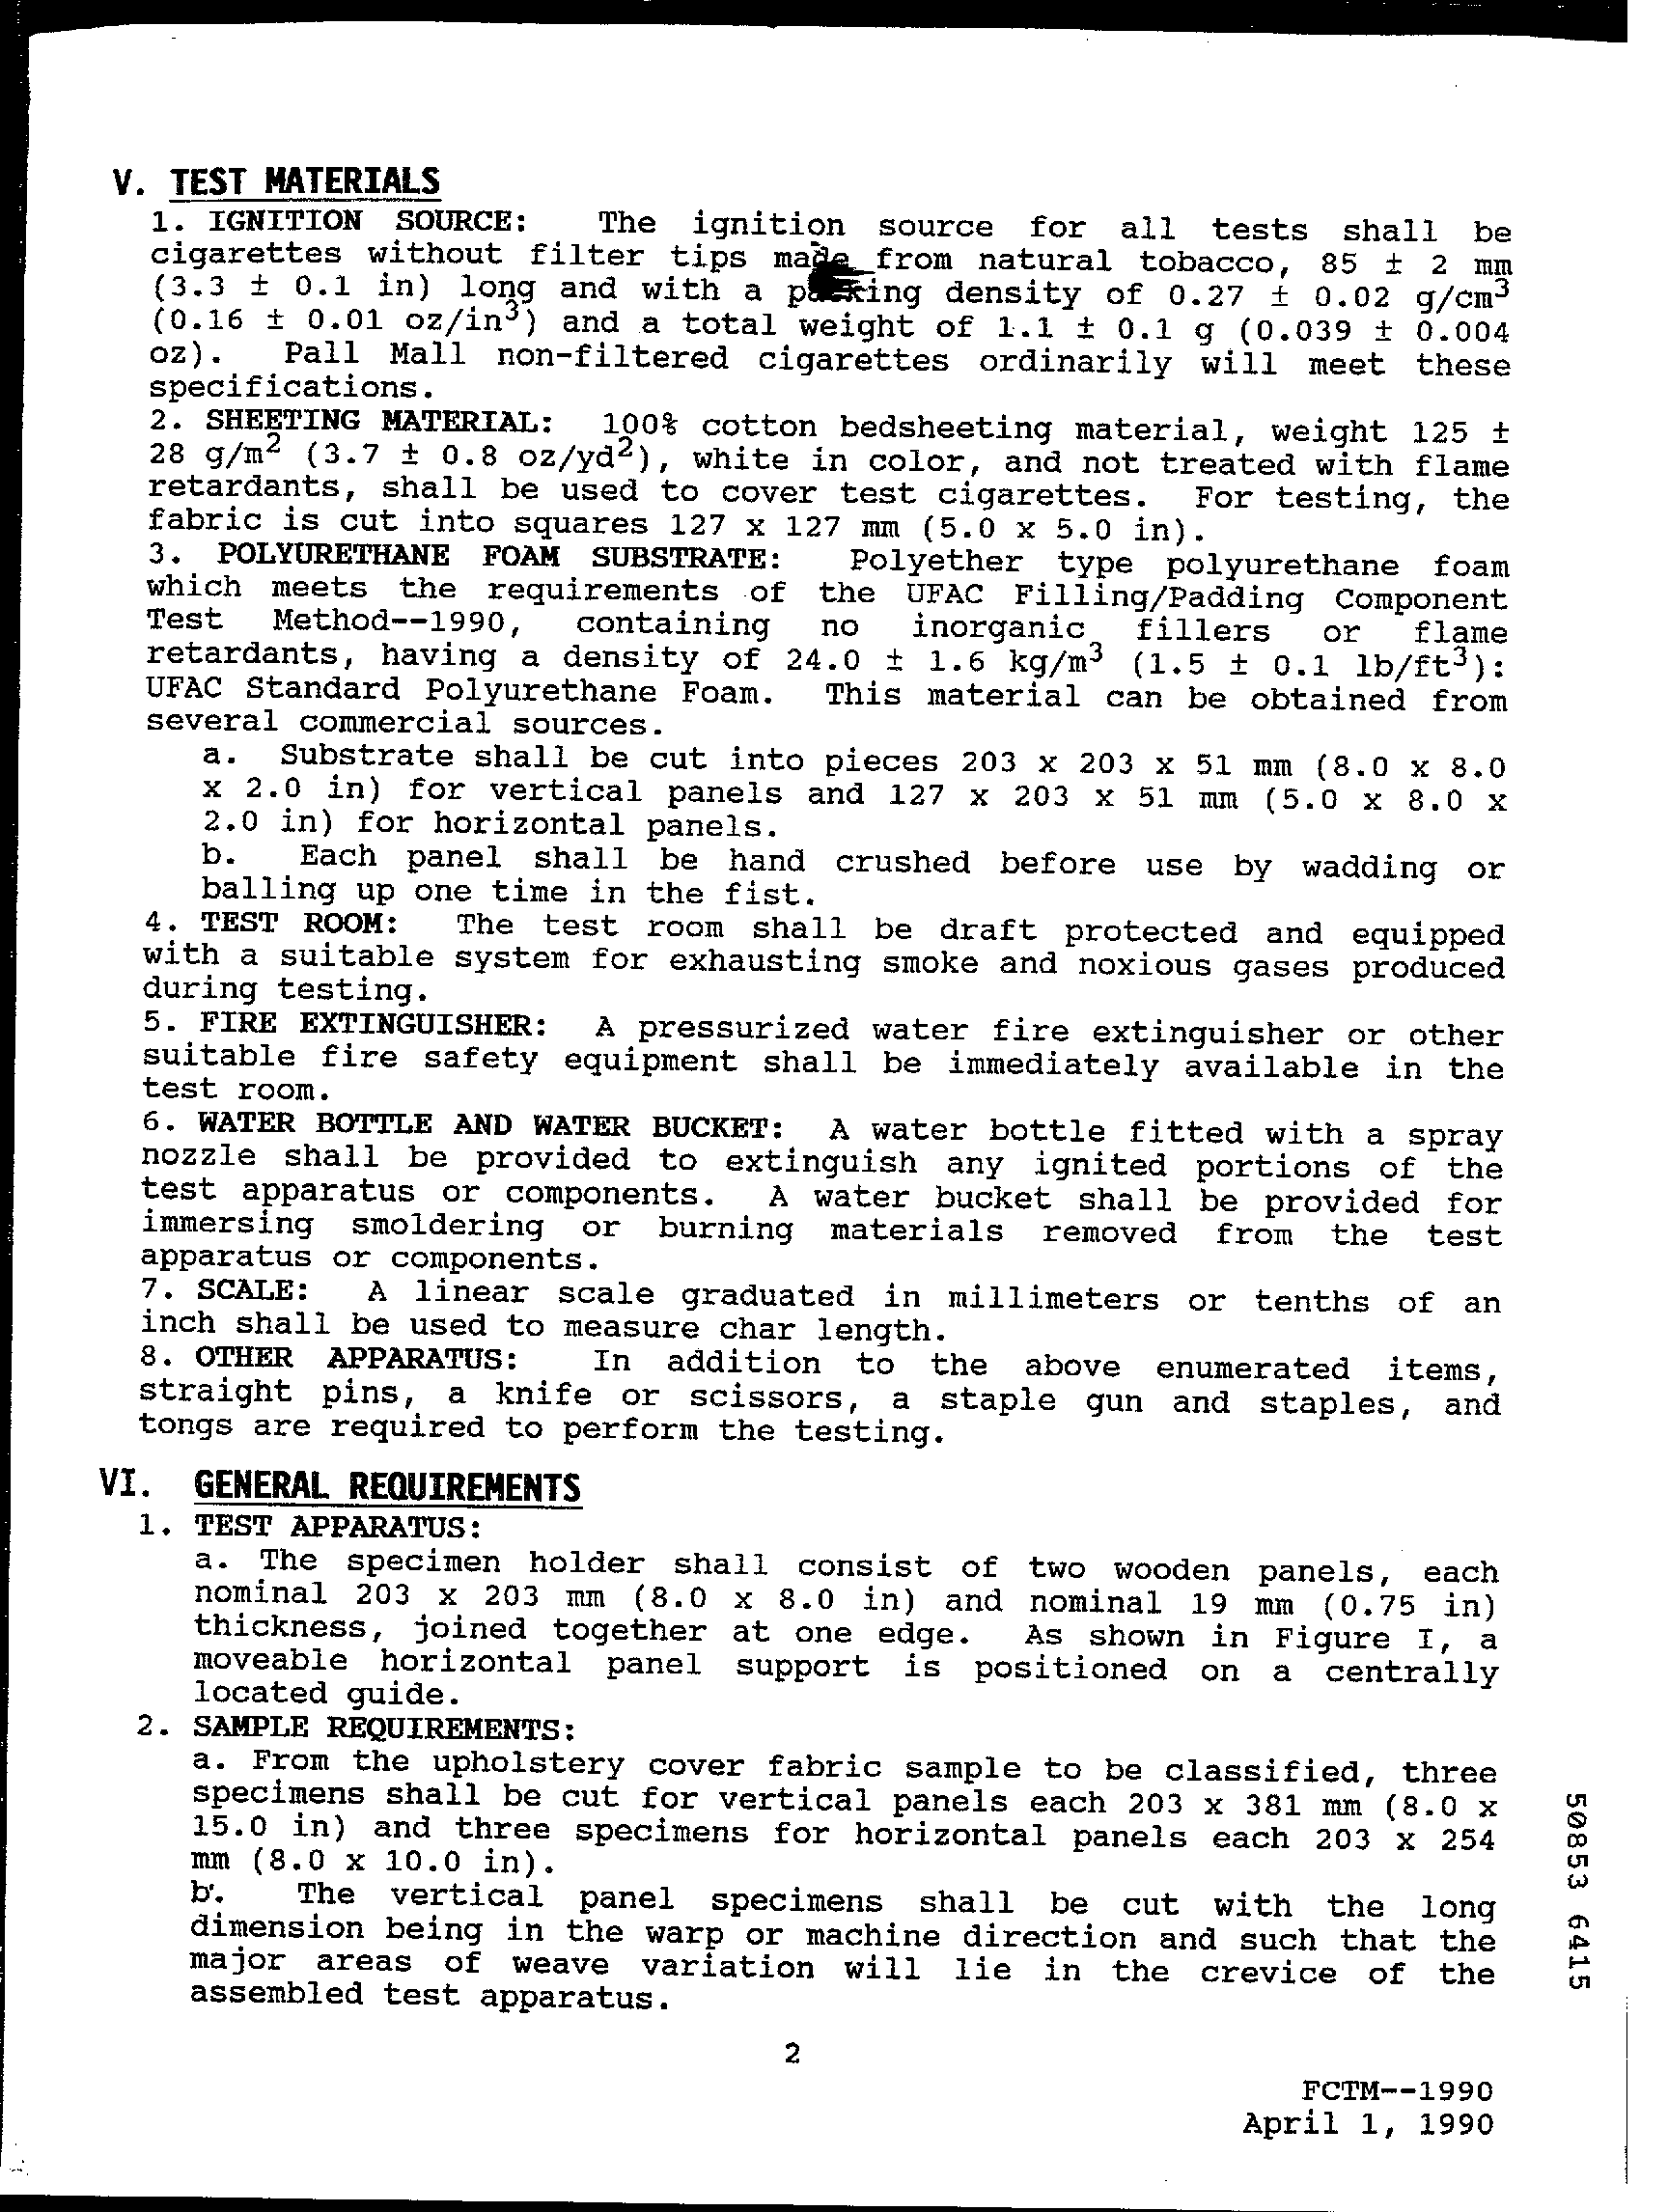 V. TEST MATERIALS
1. IGNITION SOURCE: The ignition source for all tests shall be
cigarettes without filter tips made from natural tobacco, 85 ± 2 mm
(3.3 ± 0.1 in) long and with a packing density of 0.27 ± 0.02 g/cm³
(0.16 ± 0.01 oz/in³) and a total weight of 1.1 ± 0.1 g (0.039 ± 0.004
oz). Pall Mall non-filtered cigarettes ordinarily will meet these
specifications.
2. SHEETING MATERIAL: 100% cotton bedsheeting material, weight 125 ±
28 g/m² (3.7 ± 0.8 oz/yd²), white in color, and not treated with flame
retardants, shall be used to cover test cigarettes. For testing, the
fabric is cut into squares 127 x 127 mm (5.0 x 5.0 in).
3. POLYURETHANE FOAM SUBSTRATE: Polyether type polyurethane foam
which meets the requirements of the UFAC Filling/Padding Component
Test Method--1990, containing no inorganic fillers or flame
retardants, having a density of 24.0 ± 1.6 kg/m³ (1.5 ± 0.1 lb/ft³):
UFAC Standard Polyurethane Foam. This material can be obtained from
several commercial sources.
a. Substrate shall be cut into pieces 203 x 203 x 51 mm (8.0 x 8.0
x 2.0 in) for vertical panels and 127 x 203 x 51 mm (5.0 x 8.0 x
2.0 in) for horizontal panels.
b. Each panel shall be hand crushed before use by wadding or
balling up one time in the fist.
4. TEST ROOM: The test room shall be draft protected and equipped
with a suitable system for exhausting smoke and noxious gases produced
during testing.
5. FIRE EXTINGUISHER: A pressurized water fire extinguisher or other
suitable fire safety equipment shall be immediately available in the
test room.
6. WATER BOTTLE AND WATER BUCKET: A water bottle fitted with a spray
nozzle shall be provided to extinguish any ignited portions of the
test apparatus or components. A water bucket shall be provided for
immersing smoldering or burning materials removed from the test
apparatus or components.
7. SCALE: A linear scale graduated in millimeters or tenths of an
inch shall be used to measure char length.
8. OTHER APPARATUS: In addition to the above enumerated items,
straight pins, a knife or scissors, a staple gun and staples, and
tongs are required to perform the testing.
VI. GENERAL REQUIREMENTS
1. TEST APPARATUS:
a. The specimen holder shall consist of two wooden panels, each
nominal 203 x 203 mm (8.0 x 8.0 in) and nominal 19 mm (0.75 in)
thickness, joined together at one edge. As shown in Figure I, a
moveable horizontal panel support is positioned on a centrally
located guide.
2. SAMPLE REQUIREMENTS:
a. From the upholstery cover fabric sample to be classified, three
specimens shall be cut for vertical panels each 203 x 381 mm (8.0 x
15.0 in) and three specimens for horizontal panels each 203 x 254
mm (8.0 x 10.0 in).
b. The vertical panel specimens shall be cut with the long
dimension being in the warp or machine direction and such that the
major areas of weave variation will lie in the crevice of the
assembled test apparatus.
2
FCTM--1990
April 1, 1990
50853 6415